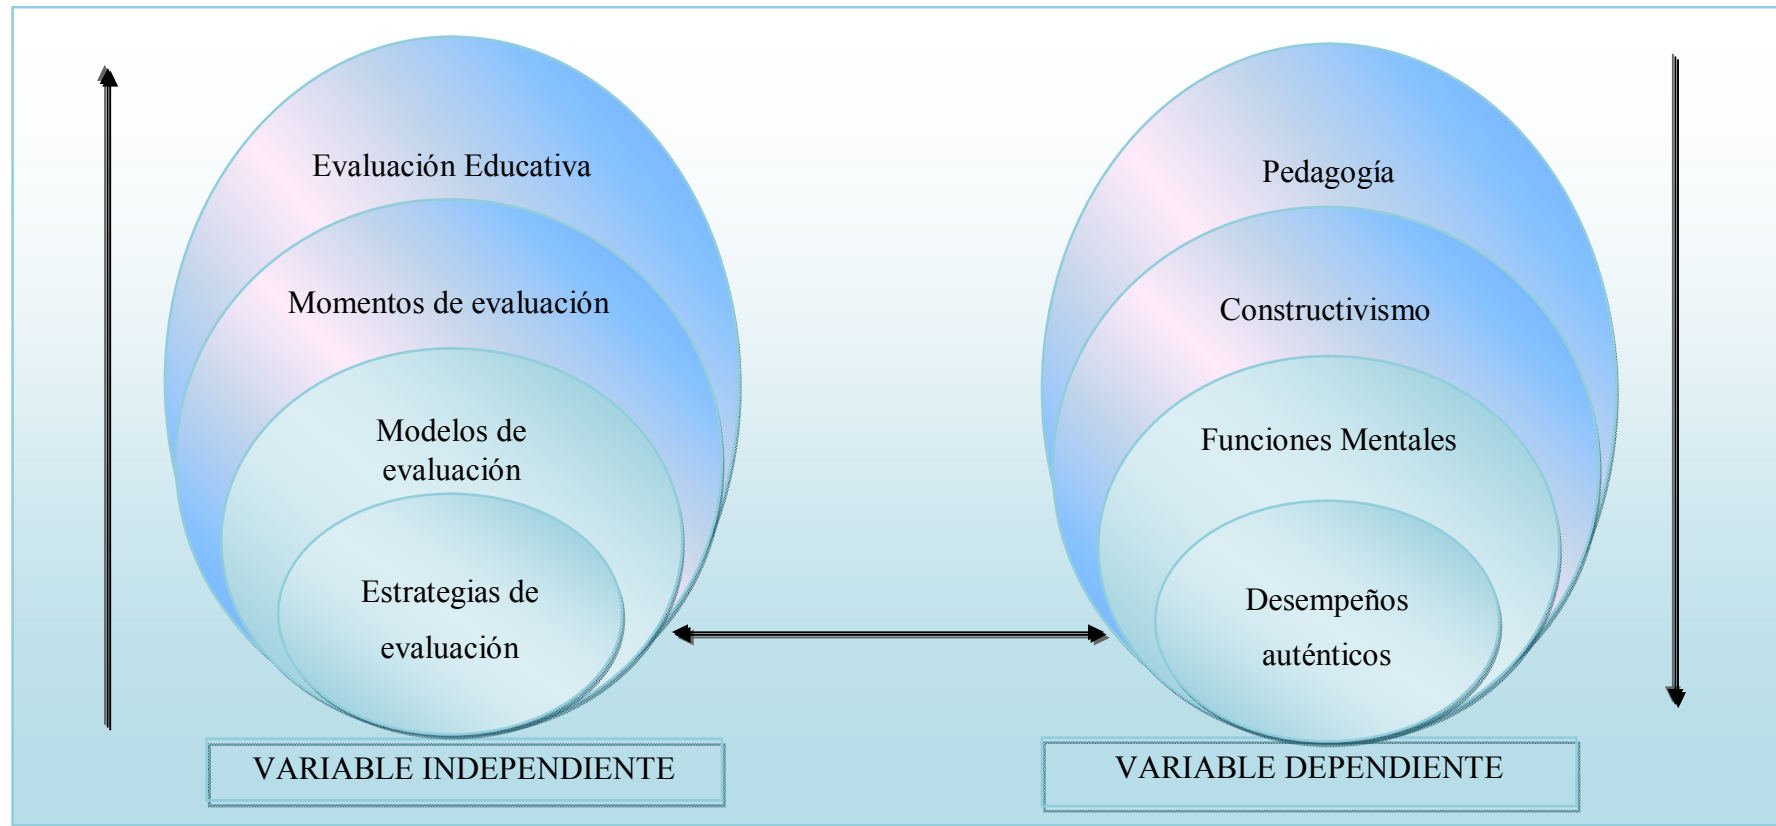 Evaluación Educativa
Momentos de evaluación
Modelos de
evaluación
Estrategias de
evaluación
VARIABLE INDEPENDIENTE
Pedagogía
Constructivismo
Funciones Mentales
Desempeños
auténticos
VARIABLE DEPENDIENTE